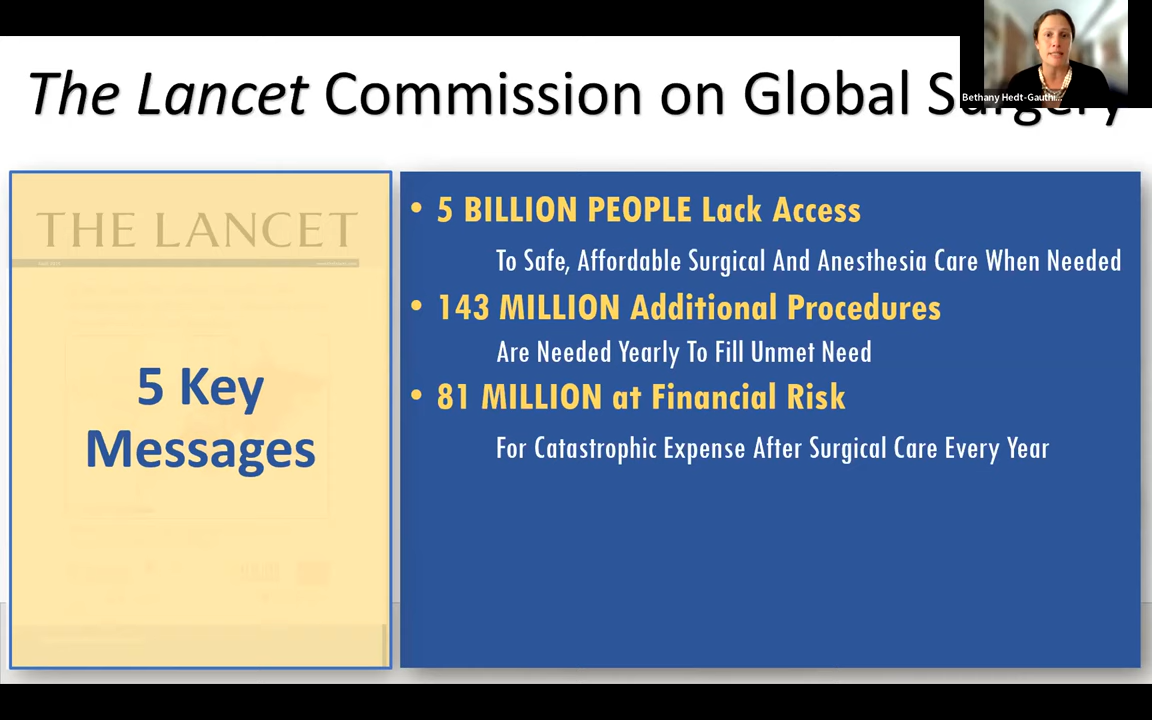 The Lancet Commission on Global Surgery
Bethany Hedt-Gauthi...
THE LANCET
5 Key
Messages
• 5 BILLION PEOPLE Lack Access
To Safe, Affordable Surgical And Anesthesia Care When Needed
• 143 MILLION Additional Procedures
Are Needed Yearly To Fill Unmet Need
• 81 MILLION at Financial Risk
For Catastrophic Expense After Surgical Care Every Year